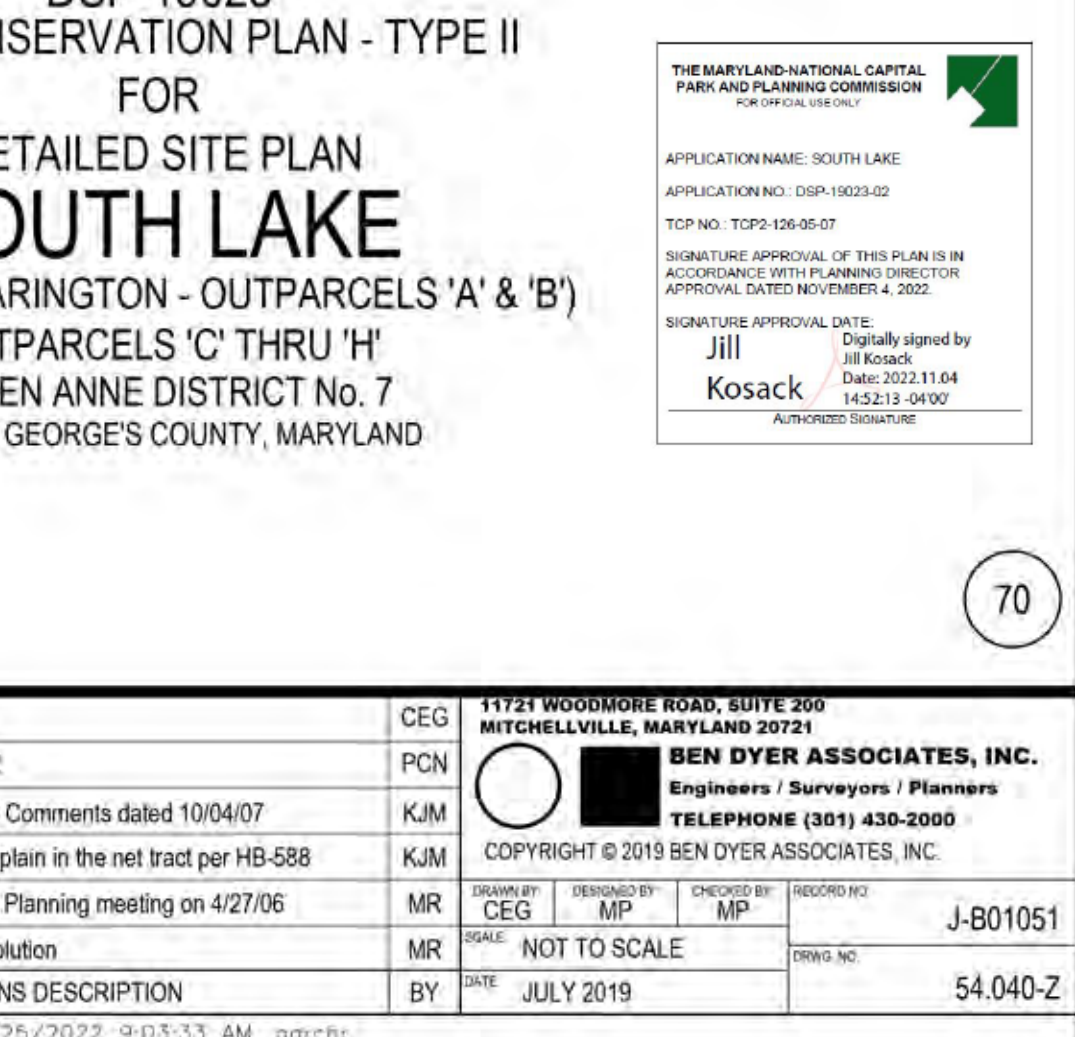 NSERVATION PLAN - TYPE II
FOR
ETAILED SITE PLAN
OUTH LAKE
ARINGTON - OUTPARCELS 'A' & 'B')
TPARCELS 'C' THRU 'H'
EN ANNE DISTRICT No. 7
GEORGE'S COUNTY, MARYLAND
THE MARYLAND-NATIONAL CAPITAL
PARK AND PLANNING COMMISSION
FOR OFFICIAL USE ONLY
APPLICATION NAME: SOUTH LAKE
APPLICATION NO.: DSP-19023-02
TCP NO.: TCP2-126-05-07
SIGNATURE APPROVAL OF THIS PLAN IS IN
ACCORDANCE WITH PLANNING DIRECTOR
APPROVAL DATED NOVEMBER 4, 2022.
SIGNATURE APPROVAL DATE:
Jill
Kosack
Digitally signed by
Jill Kosack
Date: 2022.11.04
14:52:13 -04'00'
AUTHORIZED SIGNATURE
70
CEG
PCN
Comments dated 10/04/07 KJM
plain in the net tract per HB-588 KJM
Planning meeting on 4/27/06 MR
olution MR
NS DESCRIPTION BY
11721 WOODMORE ROAD, SUITE 200
MITCHELLVILLE, MARYLAND 20721
BEN DYER ASSOCIATES, INC.
Engineers / Surveyors / Planners
TELEPHONE (301) 430-2000
COPYRIGHT © 2019 BEN DYER ASSOCIATES, INC.
DRAWN BY: CEG
DESIGNED BY: MP
CHECKED BY: MP
RECORD NO. J-B01051
SCALE NOT TO SCALE
DRWG. NO. 54.040-Z
DATE JULY 2019
25/2022 9:03:33 AM